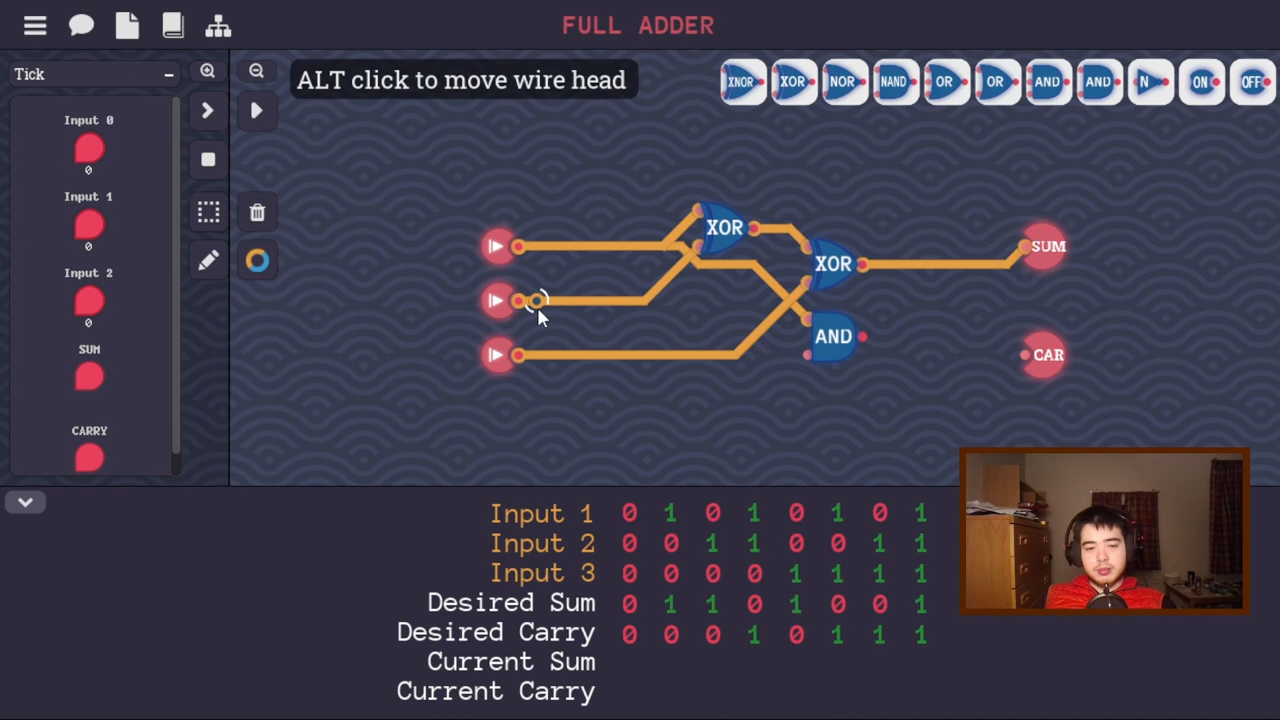 FULL ADDER
Tick
ALT click to move wire head
XNOR XOR NOR NAND OR OR AND AND N ON OFF
Input 0
0
Input 1
0
Input 2
0
SUM
CARRY
XOR
XOR
SUM
AND
CAR
Input 1 0 1 0 1 0 1 0 1
Input 2 0 0 1 1 0 0 1 1
Input 3 0 0 0 0 1 1 1 1
Desired Sum 0 1 1 0 1 0 0 1
Desired Carry 0 0 0 1 0 1 1 1
Current Sum
Current Carry